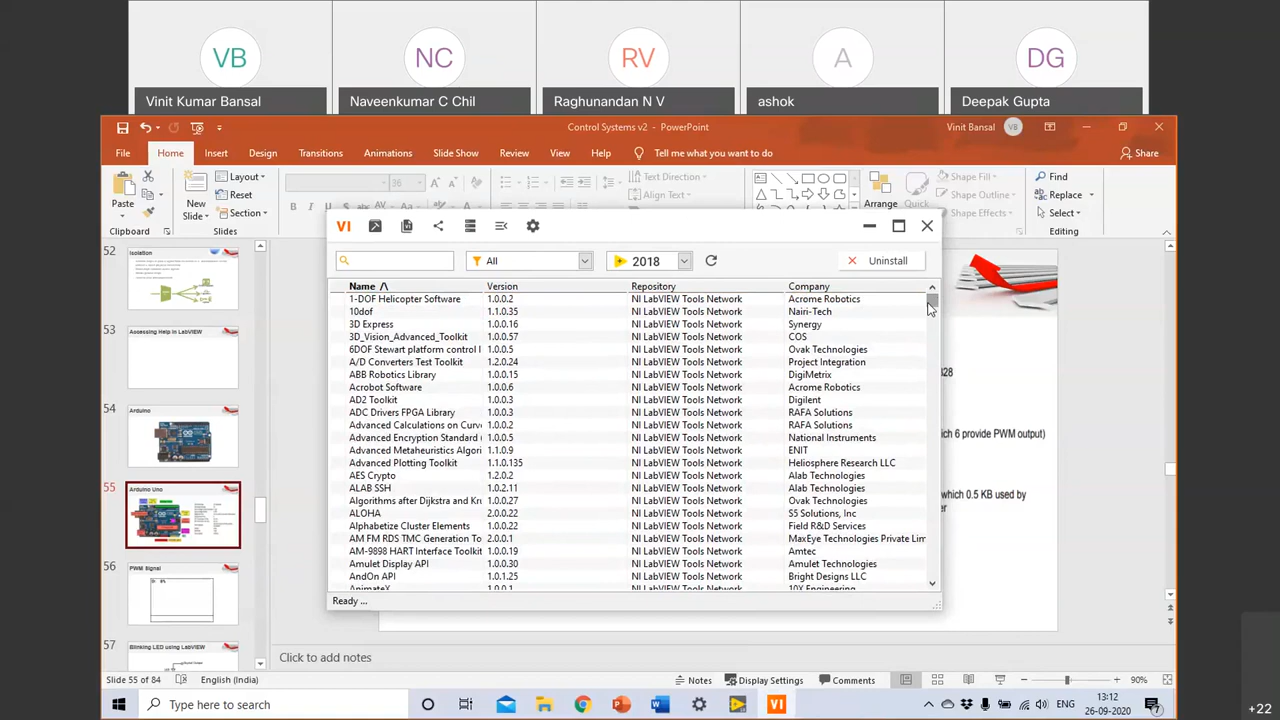 VB NC RV A DG
Vinit Kumar Bansal Naveenkumar C Chil Raghunandan N V ashok Deepak Gupta
Control Systems v2 - PowerPoint Vinit Bansal VB
File Home Insert Design Transitions Animations Slide Show Review View Help Tell me what you want to do Share
Paste New Slide Layout Reset Section 36 Text Direction Align Text Arrange Shape Fill Shape Outline Shape Effects Find Replace Select
Clipboard Slides Editing
VI
All 2018 Uninstall
Name Version Repository Company
1-DOF Helicopter Software 1.0.0.2 NI LabVIEW Tools Network Acrome Robotics
10dof 1.1.0.35 NI LabVIEW Tools Network Nairi-Tech
3D Express 1.0.0.16 NI LabVIEW Tools Network Synergy
3D_Vision_Advanced_Toolkit 1.0.0.57 NI LabVIEW Tools Network COS
6DOF Stewart platform control l 1.0.0.5 NI LabVIEW Tools Network Ovak Technologies
A/D Converters Test Toolkit 1.2.0.24 NI LabVIEW Tools Network Project Integration
ABB Robotics Library 1.0.0.15 NI LabVIEW Tools Network DigiMetrix
Acrobot Software 1.0.0.6 NI LabVIEW Tools Network Acrome Robotics
AD2 Toolkit 1.0.0.3 NI LabVIEW Tools Network Digilent
ADC Drivers FPGA Library 1.0.0.3 NI LabVIEW Tools Network RAFA Solutions
Advanced Calculations on Curv 1.0.0.2 NI LabVIEW Tools Network RAFA Solutions
Advanced Encryption Standard ( 1.0.0.5 NI LabVIEW Tools Network National Instruments
Advanced Metaheuristics Algor 1.1.0.9 NI LabVIEW Tools Network ENIT
Advanced Plotting Toolkit 1.1.0.135 NI LabVIEW Tools Network Heliosphere Research LLC
AES Crypto 1.2.0.2 NI LabVIEW Tools Network Alab Technologies
ALAB SSH 1.0.2.11 NI LabVIEW Tools Network Alab Technologies
Algorithms after Dijkstra and Kru 1.0.0.27 NI LabVIEW Tools Network Ovak Technologies
ALOHA 2.0.0.22 NI LabVIEW Tools Network S5 Solutions, Inc
Alphabetize Cluster Elements 1.0.0.22 NI LabVIEW Tools Network Field R&D Services
AM FM RDS TMC Generation To 2.0.0.1 NI LabVIEW Tools Network MaxEye Technologies Private Lim
AM-9898 HART Interface Toolkit 1.0.0.19 NI LabVIEW Tools Network Amtec
Amulet Display API 1.0.0.30 NI LabVIEW Tools Network Amulet Technologies
AndOn API 1.0.1.25 NI LabVIEW Tools Network Bright Designs LLC
AnimateX 1.0.0.1 NI LabVIEW Tools Network 10X Engineering
Ready ...
52 Isolation
53 Accessing Help in LabVIEW
54 Arduino
55 Arduino Uno
56 PWM Signal
57 Blinking LED using LabVIEW
328
which 6 provide PWM output)
which 0.5 KB used by
Click to add notes
Slide 55 of 84 English (India) Notes Display Settings Comments 90%
Type here to search VI ENG 13:12
26-09-2020 7
+22